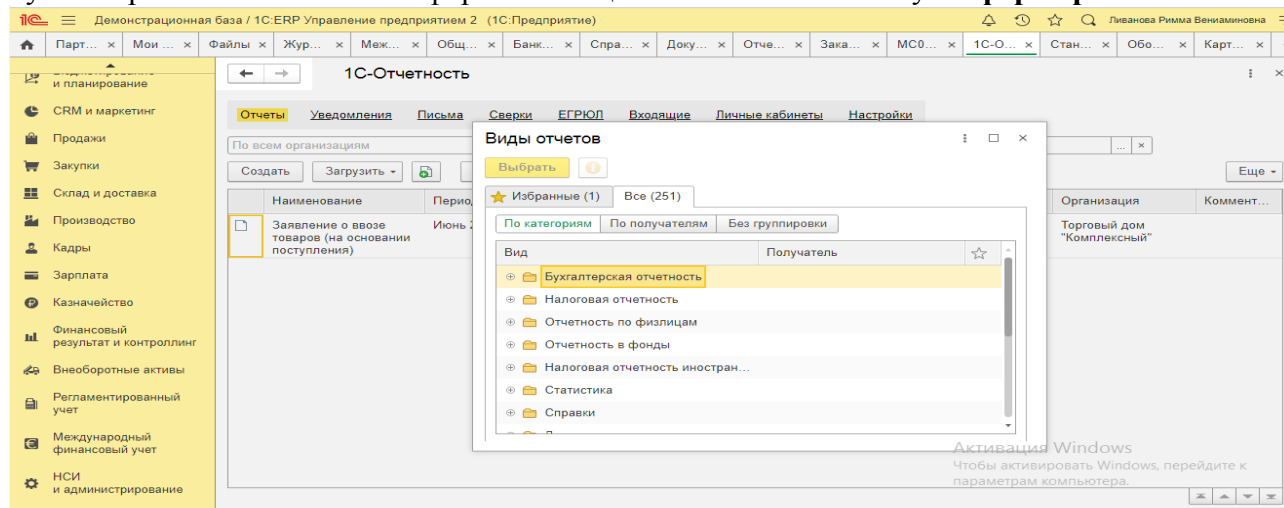 Демонстрационная база / 1С:ERP Управление предприятием 2 (1С:Предприятие)
Ливанова Римма Вениаминовна
Парт... × Мои ... × Файлы × Жур... × Меж... × Общ... × Банк... × Спра... × Доку... × Отче... × Зака... × МС0... × 1С-О... × Стан... × Обо... × Карт... ×
и планирование
CRM и маркетинг
Продажи
Закупки
Склад и доставка
Производство
Кадры
Зарплата
Казначейство
Финансовый
результат и контроллинг
Внеоборотные активы
Регламентированный
учет
Международный
финансовый учет
НСИ
и администрирование
1С-Отчетность
Отчеты Уведомления Письма Сверки ЕГРЮЛ Входящие Личные кабинеты Настройки
По всем организациям
Создать Загрузить
Еще
Наименование Перио
Организация Коммент...
Заявление о ввозе
товаров (на основании
поступления)
Июнь
Торговый дом
"Комплексный"
Виды отчетов
Выбрать
Избранные (1) Все (251)
По категориям По получателям Без группировки
Вид Получатель
Бухгалтерская отчетность
Налоговая отчетность
Отчетность по физлицам
Отчетность в фонды
Налоговая отчетность иностран...
Статистика
Справки
Активация Windows
Чтобы активировать Windows, перейдите к
параметрам компьютера.